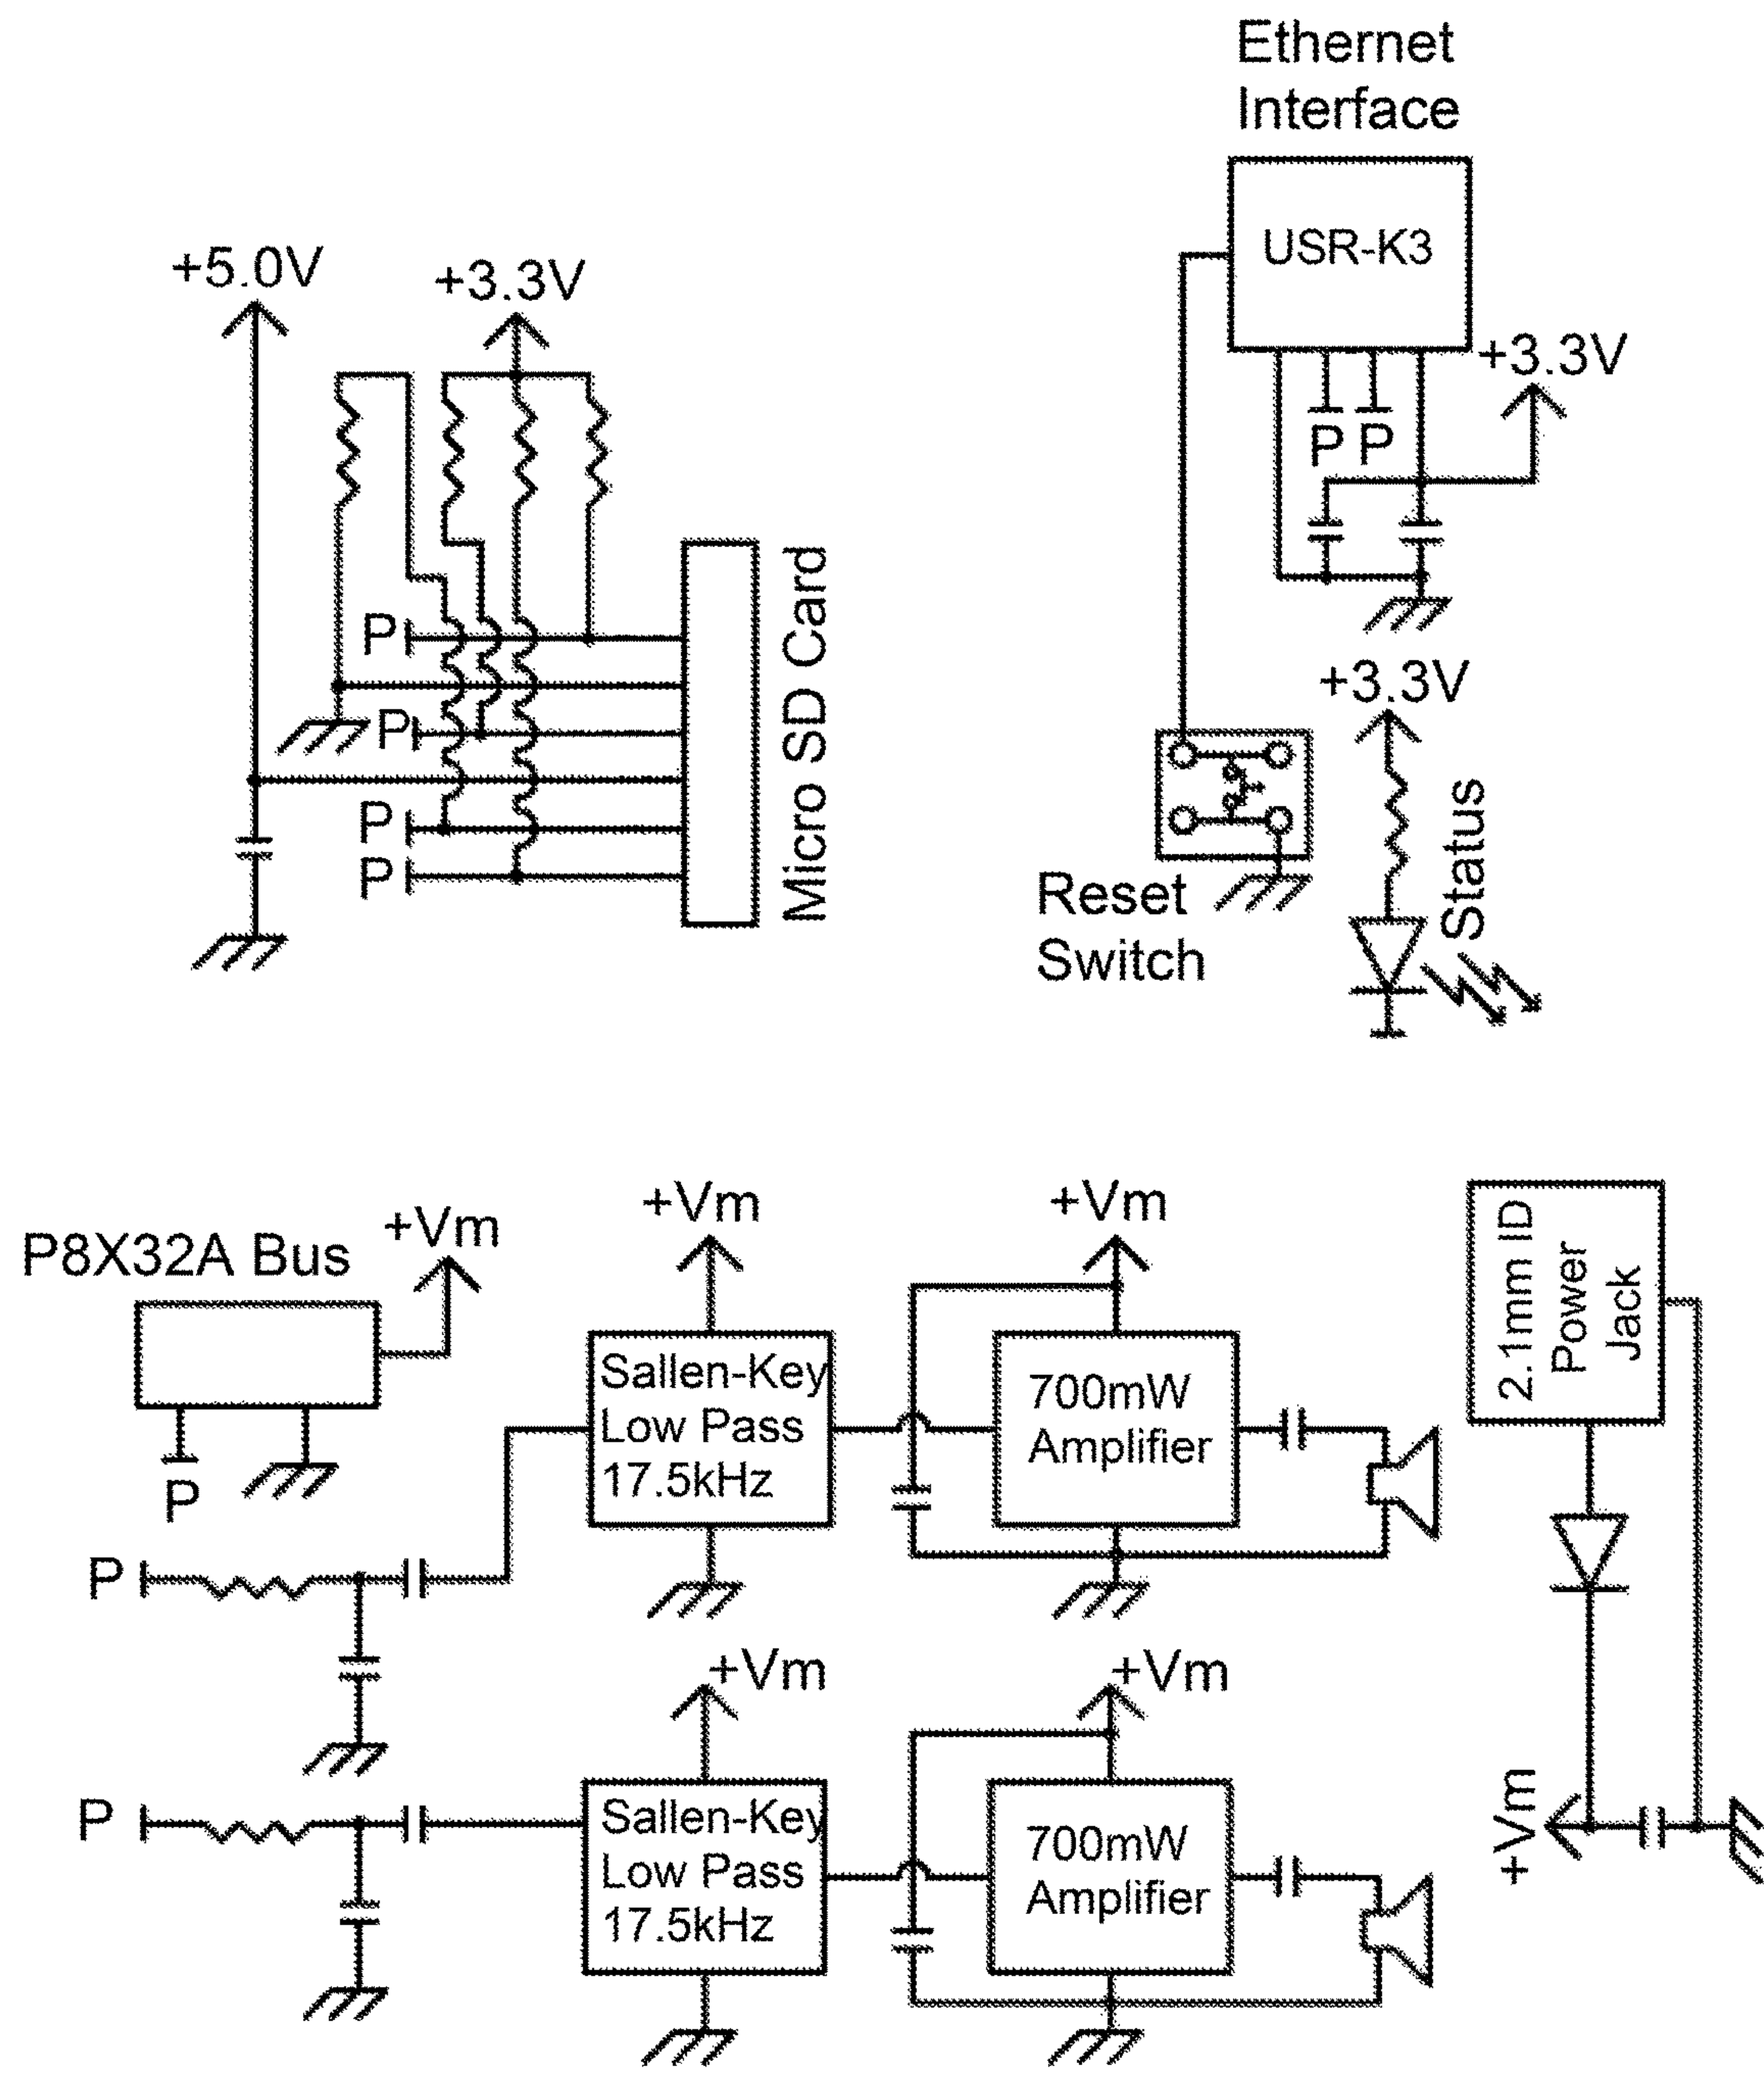 Ethernet
Interface
USR-K3
+3.3V
P P
+5.0V
+3.3V
P
P
P
P
Micro SD Card
+3.3V
Status
Reset
Switch
P8X32A Bus
+Vm
P
+Vm
Sallen-Key
Low Pass
17.5kHz
+Vm
700mW
Amplifier
2.1mm ID
Power
Jack
P
+Vm
+Vm
P
Sallen-Key
Low Pass
17.5kHz
700mW
Amplifier
+Vm